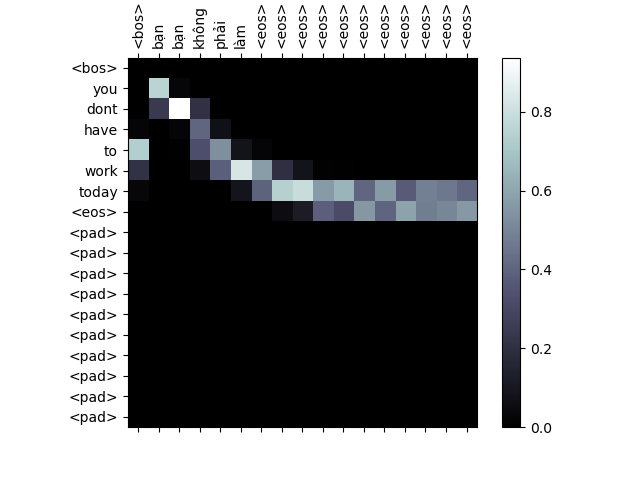 <bos> bạn bạn không phải làm <eos> <eos> <eos> <eos> <eos> <eos> <eos> <eos> <eos> <eos> <eos>
<bos>
you
dont
have
to
work
today
<eos>
<pad>
<pad>
<pad>
<pad>
<pad>
<pad>
<pad>
<pad>
<pad>
<pad>
0.8
0.6
0.4
0.2
0.0